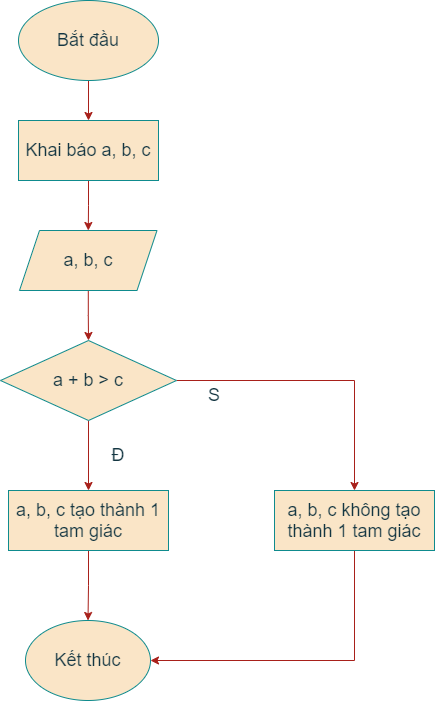 Bắt đầu
Khai báo a, b, c
a, b, c
a + b > c
S
Đ
a, b, c tạo thành 1
tam giác
a, b, c không tạo
thành 1 tam giác
Kết thúc